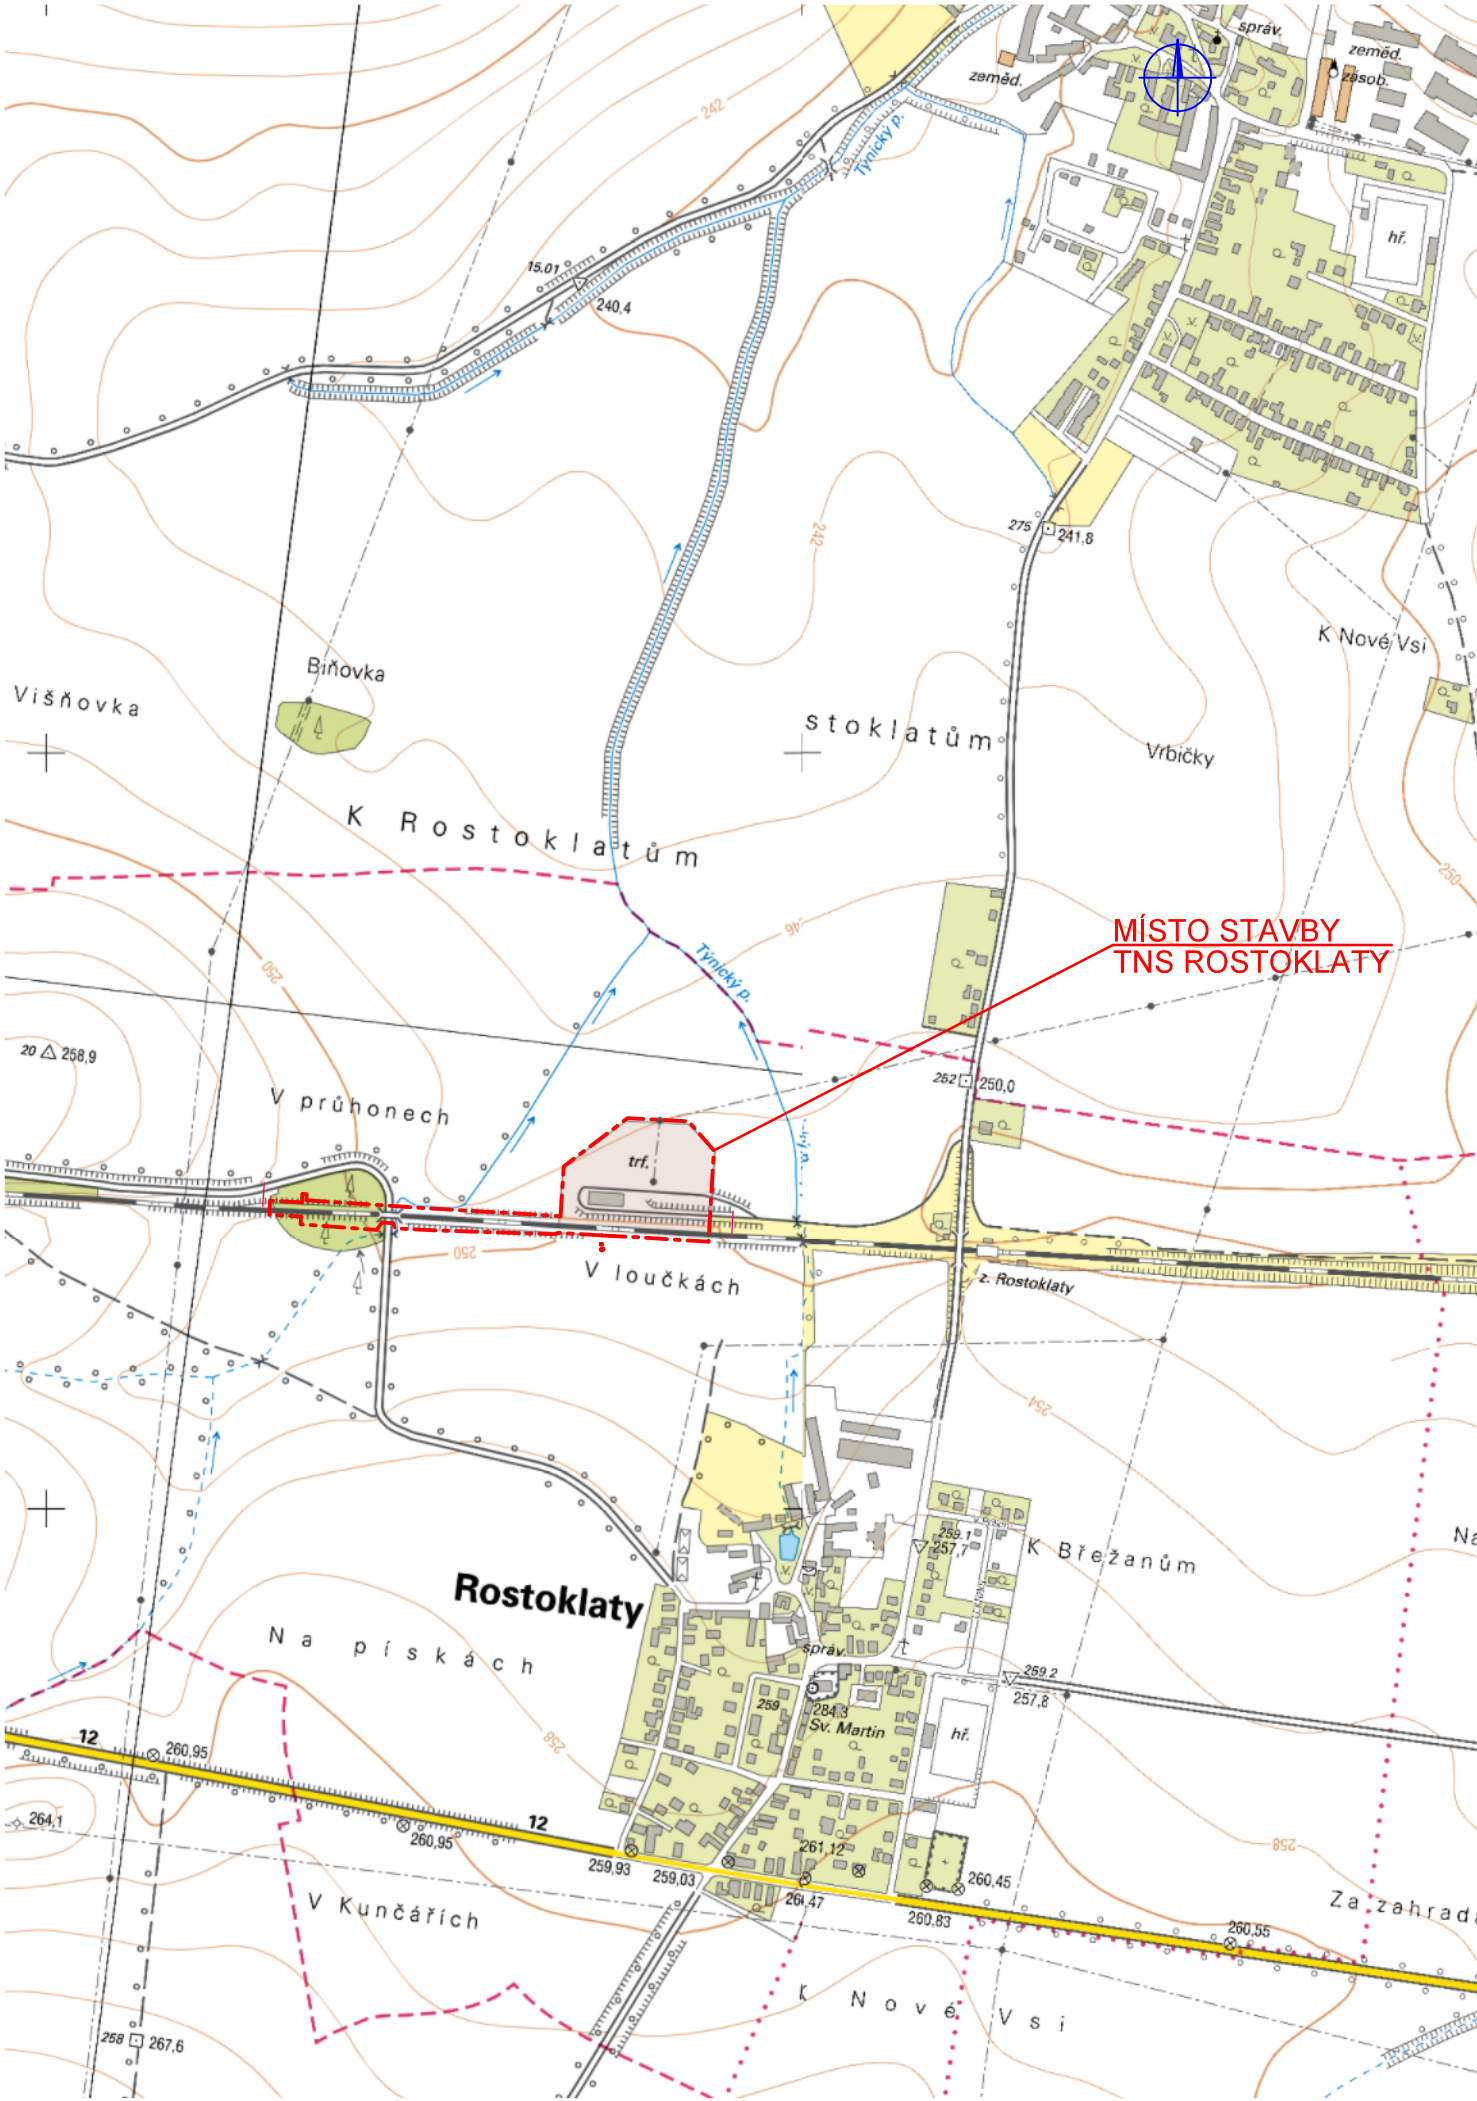 správ.
zeměd.
zeměd.
zásob.
242
Týnický p.
hř.
15.01
240,4
242
275
241,8
K Nové Vsi
Biňovka
Višňovka
stoklatům
Vrbičky
K Rostoklatům
250
46
MÍSTO STAVBY
TNS ROSTOKLATY
Týnický p.
250
20
258,9
252
250,0
V průhonech
trf.
250
V loučkách
z. Rostoklaty
254
259.1
257,7
K Břežanům
Na
Rostoklaty
Na pískách
správ.
259.2
257,8
259
284,3
Sv. Martin
hř.
258
12
260,95
264,1
12
260,95
259,93
259,03
261,12
261,47
260,45
260,83
258
260,55
Za zahrad
V Kunčářích
K Nové Vsi
258
267,6